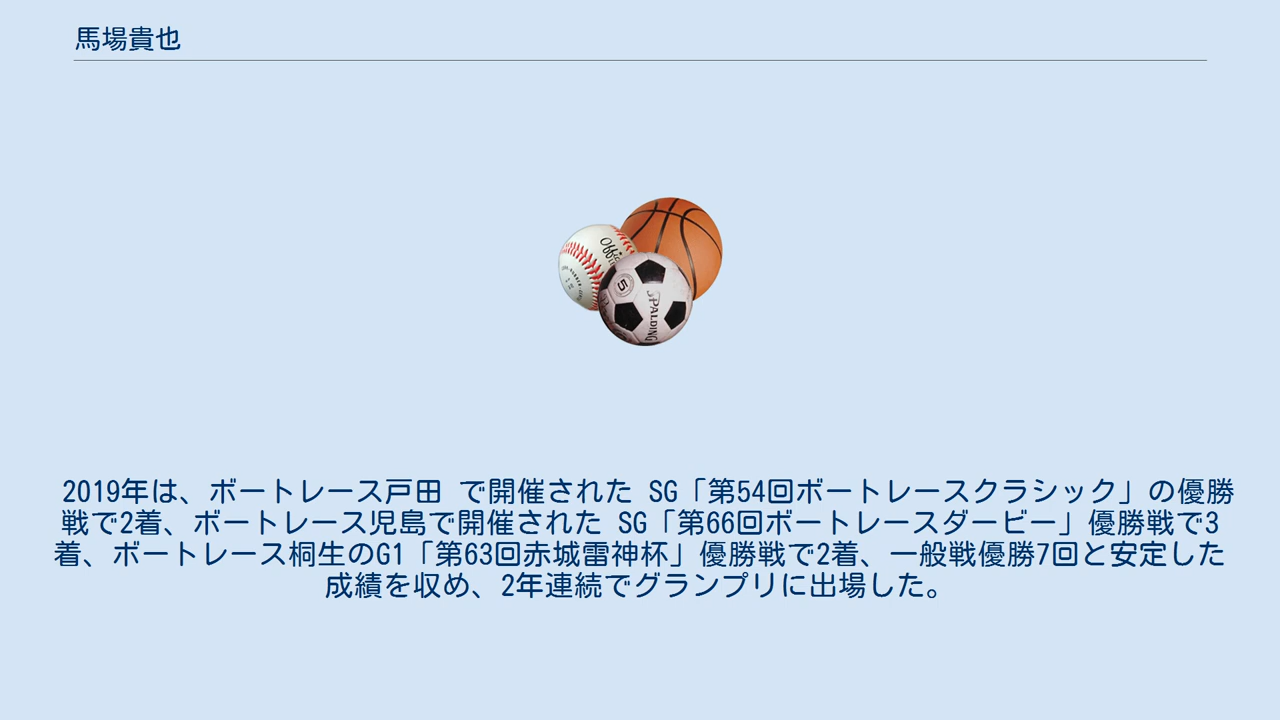 馬場貴也
Offic
5
SPALDING
2019年は、ボートレース戸田 で開催された SG「第54回ボートレースクラシック」の優勝
戦で2着、ボートレース児島で開催された SG「第66回ボートレースダービー」優勝戦で3
着、ボートレース桐生のG1「第63回赤城雷神杯」優勝戦で2着、一般戦優勝7回と安定した
成績を収め、2年連続でグランプリに出場した。